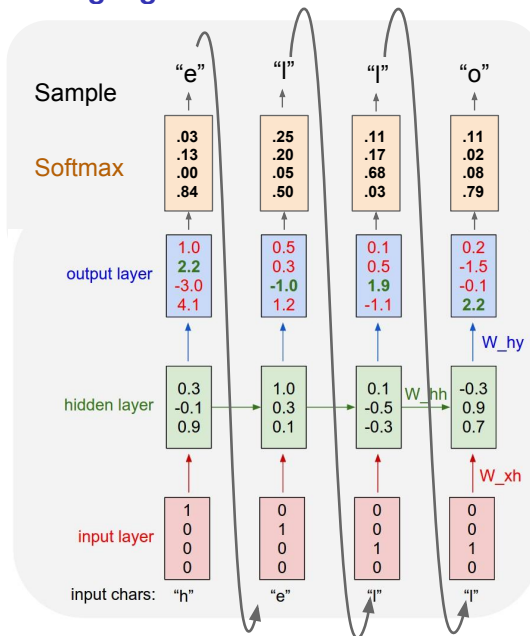 “e” “l” “l” “o”
Sample
Softmax
.03 .25 .11 .11
.13 .20 .17 .02
.00 .05 .68 .08
.84 .50 .03 .79
output layer
1.0 0.5 0.1 0.2
2.2 0.3 0.5 -1.5
-3.0 -1.0 1.9 -0.1
4.1 1.2 -1.1 2.2
W_hy
hidden layer
0.3 1.0 0.1 -0.3
-0.1 0.3 -0.5 0.9
0.9 0.1 -0.3 0.7
W_hh
W_xh
input layer
1 0 0 0
0 1 0 0
0 0 1 1
0 0 0 0
input chars: “h” “e” “l” “l”